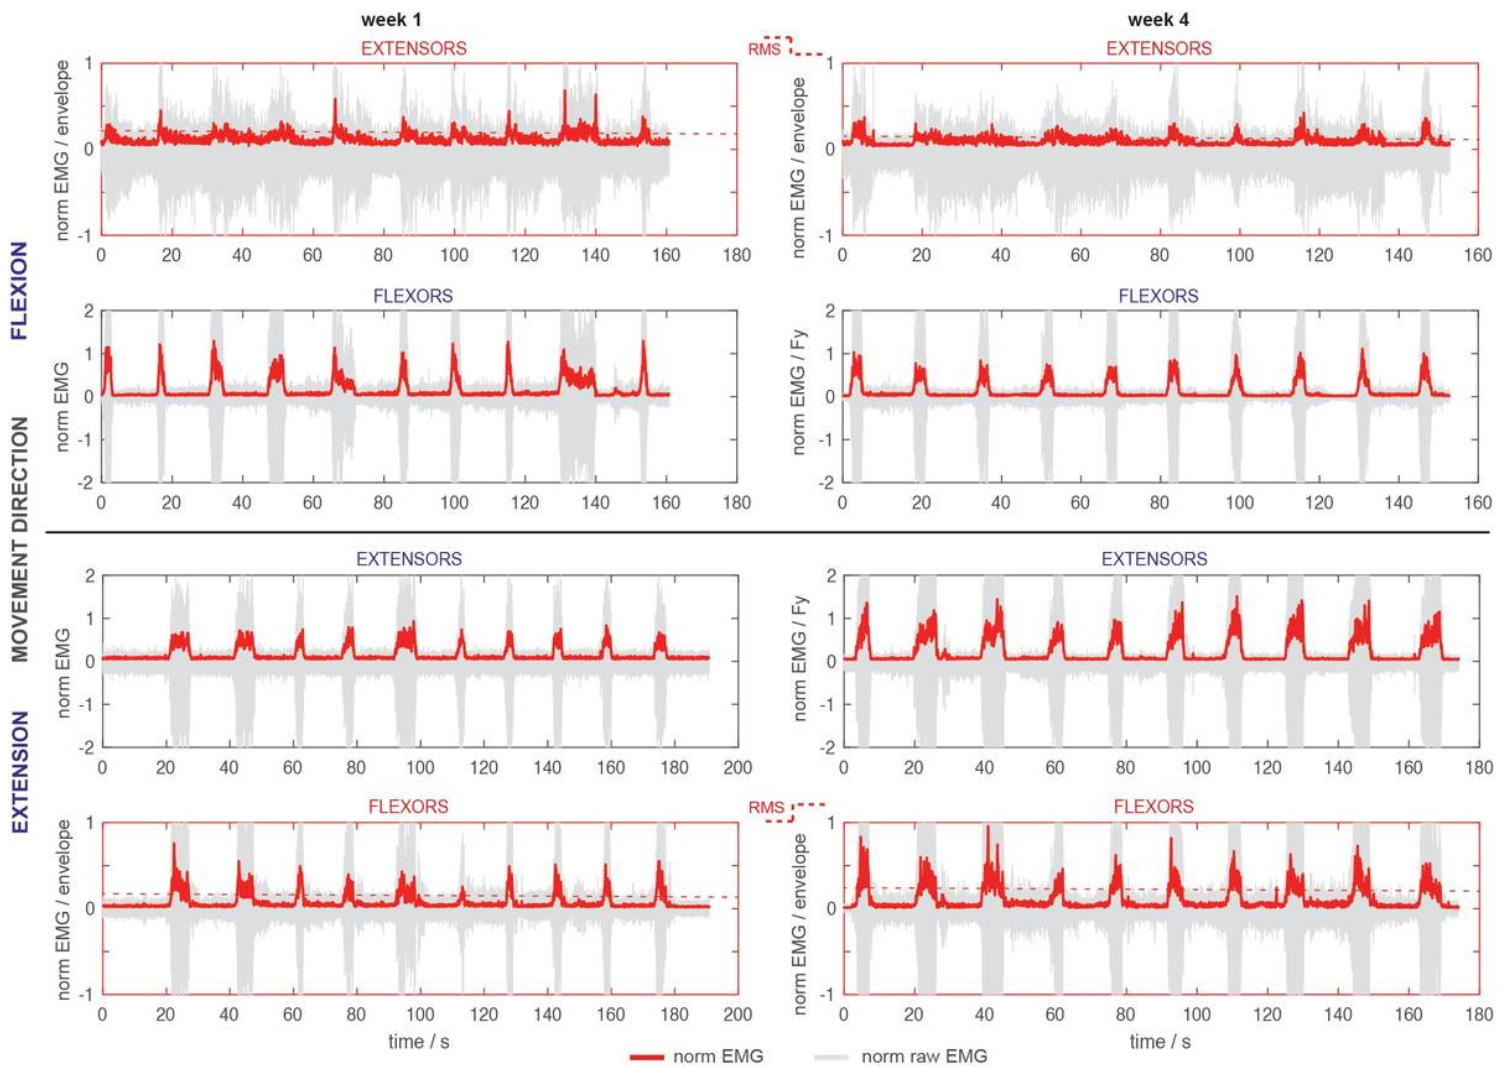 week 1
week 4
EXTENSORS
RMS
EXTENSORS
norm EMG / envelope
1
0
-1
0 20 40 60 80 100 120 140 160 180
norm EMG / envelope
1
0
-1
0 20 40 60 80 100 120 140 160
FLEXION
FLEXORS
FLEXORS
norm EMG
2
1
0
-1
-2
0 20 40 60 80 100 120 140 160 180
norm EMG / Fy
2
1
0
-1
-2
0 20 40 60 80 100 120 140 160
MOVEMENT DIRECTION
EXTENSORS
EXTENSORS
norm EMG
2
1
0
-1
-2
0 20 40 60 80 100 120 140 160 180 200
norm EMG / Fy
2
1
0
-1
-2
0 20 40 60 80 100 120 140 160 180
EXTENSION
FLEXORS
RMS
FLEXORS
norm EMG / envelope
1
0
-1
0 20 40 60 80 100 120 140 160 180 200
norm EMG / envelope
1
0
-1
0 20 40 60 80 100 120 140 160 180
time / s
time / s
norm EMG
norm raw EMG